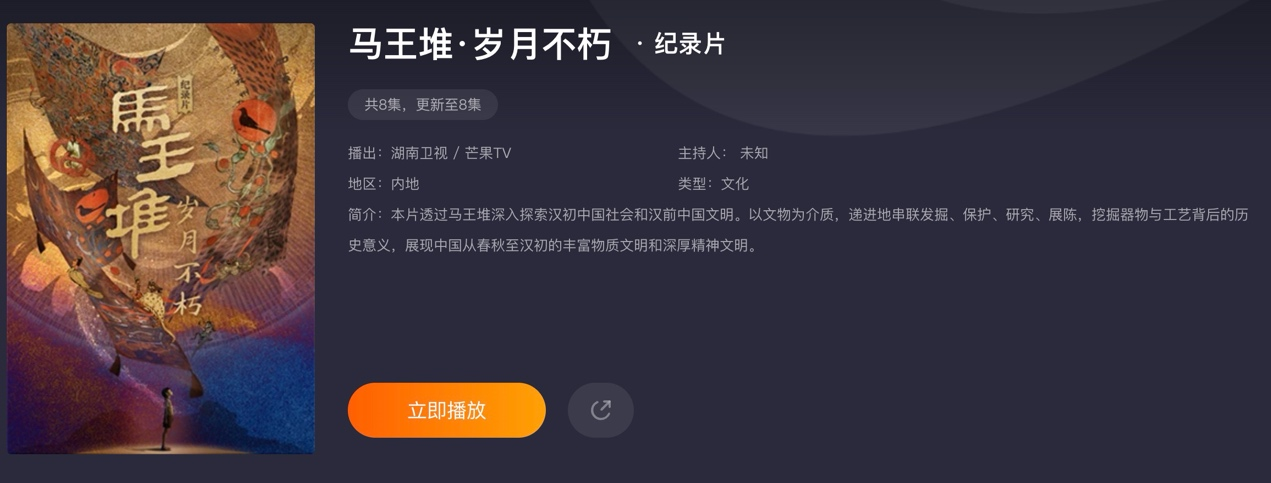 马王堆·岁月不朽 · 纪录片
共8集，更新至8集
播出：湖南卫视 / 芒果TV 主持人： 未知
地区：内地 类型：文化
简介：本片透过马王堆深入探索汉初中国社会和汉前中国文明。以文物为介质，递进地串联发掘、保护、研究、展陈，挖掘器物与工艺背后的历
史意义，展现中国从春秋至汉初的丰富物质文明和深厚精神文明。
立即播放
纪录片
馬王堆
岁月不朽